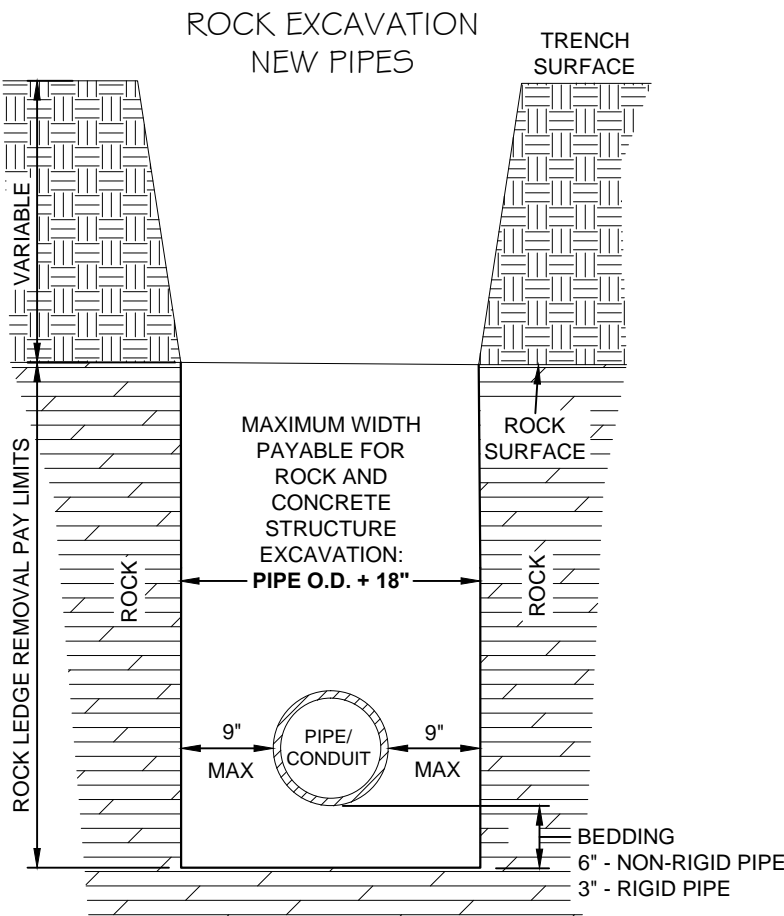 ROCK EXCAVATION
NEW PIPES
TRENCH
SURFACE
VARIABLE
ROCK LEDGE REMOVAL PAY LIMITS
MAXIMUM WIDTH
PAYABLE FOR
ROCK AND
CONCRETE
STRUCTURE
EXCAVATION:
PIPE O.D. + 18"
ROCK
SURFACE
ROCK
ROCK
9"
MAX
PIPE/
CONDUIT
9"
MAX
BEDDING
6" - NON-RIGID PIPE
3" - RIGID PIPE